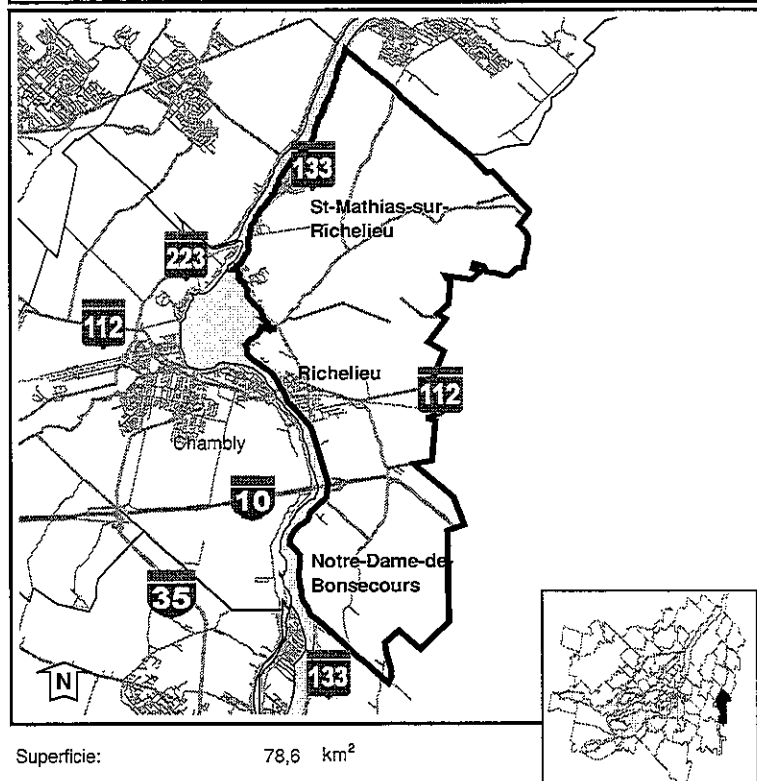 133
St-Mathias-sur-
Richelieu
223
112
Richelieu
112
Chambly
10
Notre-Dame-de-
Bonsecours
35
N
133
Superficie: 78,6 km²